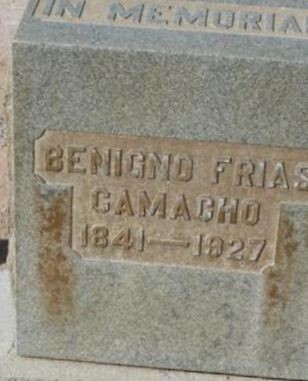 IN MEMORIA
BENIGNO FRIAS
CAMACHO
1841—1927